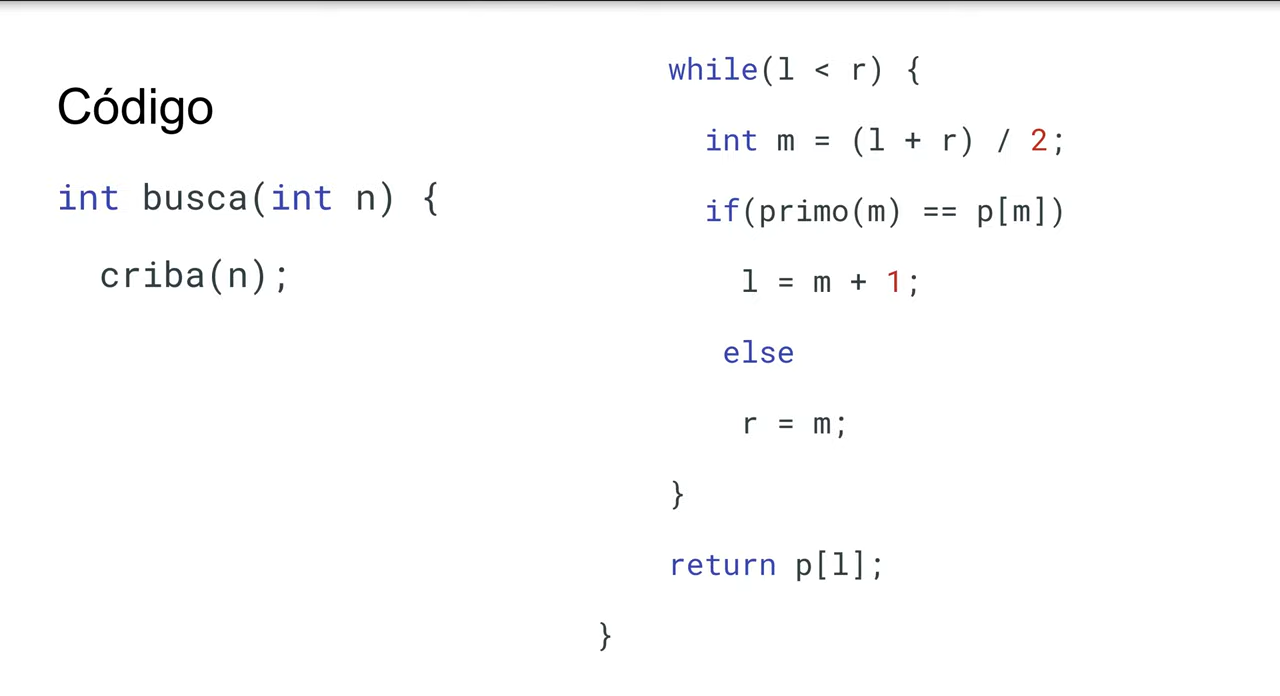 Código
int busca(int n) {
criba(n);
while(l < r) {
int m = (l + r) / 2;
if(primo(m) == p[m])
l = m + 1;
else
r = m;
}
return p[l];
}